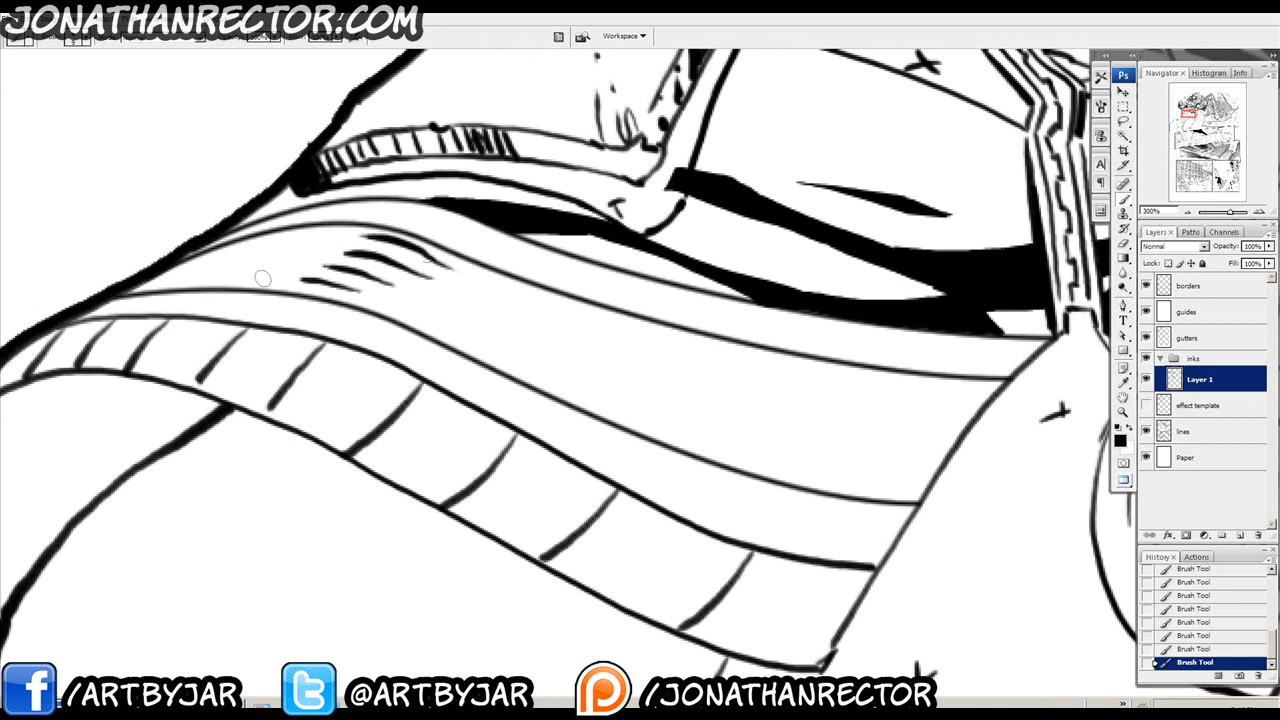 JONATHANRECTOR.COM
Workspace
Ps
Navigator × Histogram Info
300%
Layers × Paths Channels
Normal Opacity: 100%
Lock: Fill: 100%
borders
guides
gutters
inks
Layer 1
effect template
lines
Paper
History × Actions
Brush Tool
Brush Tool
Brush Tool
Brush Tool
Brush Tool
Brush Tool
Brush Tool
Brush Tool
/ARTBYJAR @ARTBYJAR /JONATHANRECTOR